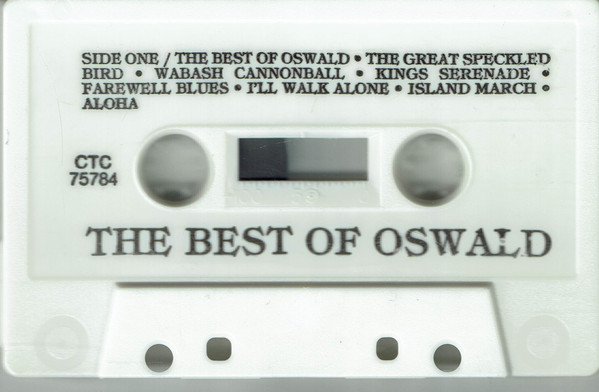 SIDE ONE / THE BEST OF OSWALD • THE GREAT SPECKLED
BIRD • WABASH CANNONBALL • KINGS SERENADE •
FAREWELL BLUES • I'LL WALK ALONE • ISLAND MARCH •
ALOHA
CTC
75784
THE BEST OF OSWALD